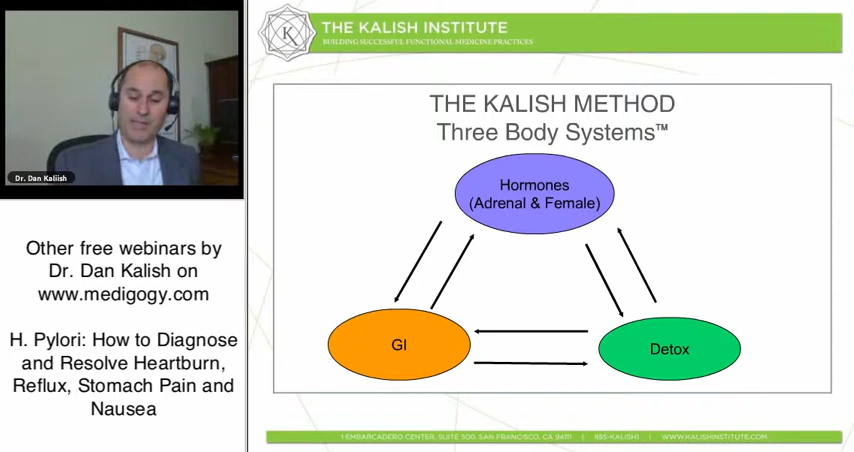 Dr. Dan Kaliish
Other free webinars by
Dr. Dan Kalish on
www.medigogy.com
H. Pylori: How to Diagnose
and Resolve Heartburn,
Reflux, Stomach Pain and
Nausea
K
THE KALISH INSTITUTE
BUILDING SUCCESSFUL FUNCTIONAL MEDICINE PRACTICES
THE KALISH METHOD
Three Body Systems™
Hormones
(Adrenal & Female)
GI
Detox
1 EMBARCADERO CENTER, SUITE 500, SAN FRANCISCO, CA 94111 | 855-KALISH1 | WWW.KALISHINSTITUTE.COM